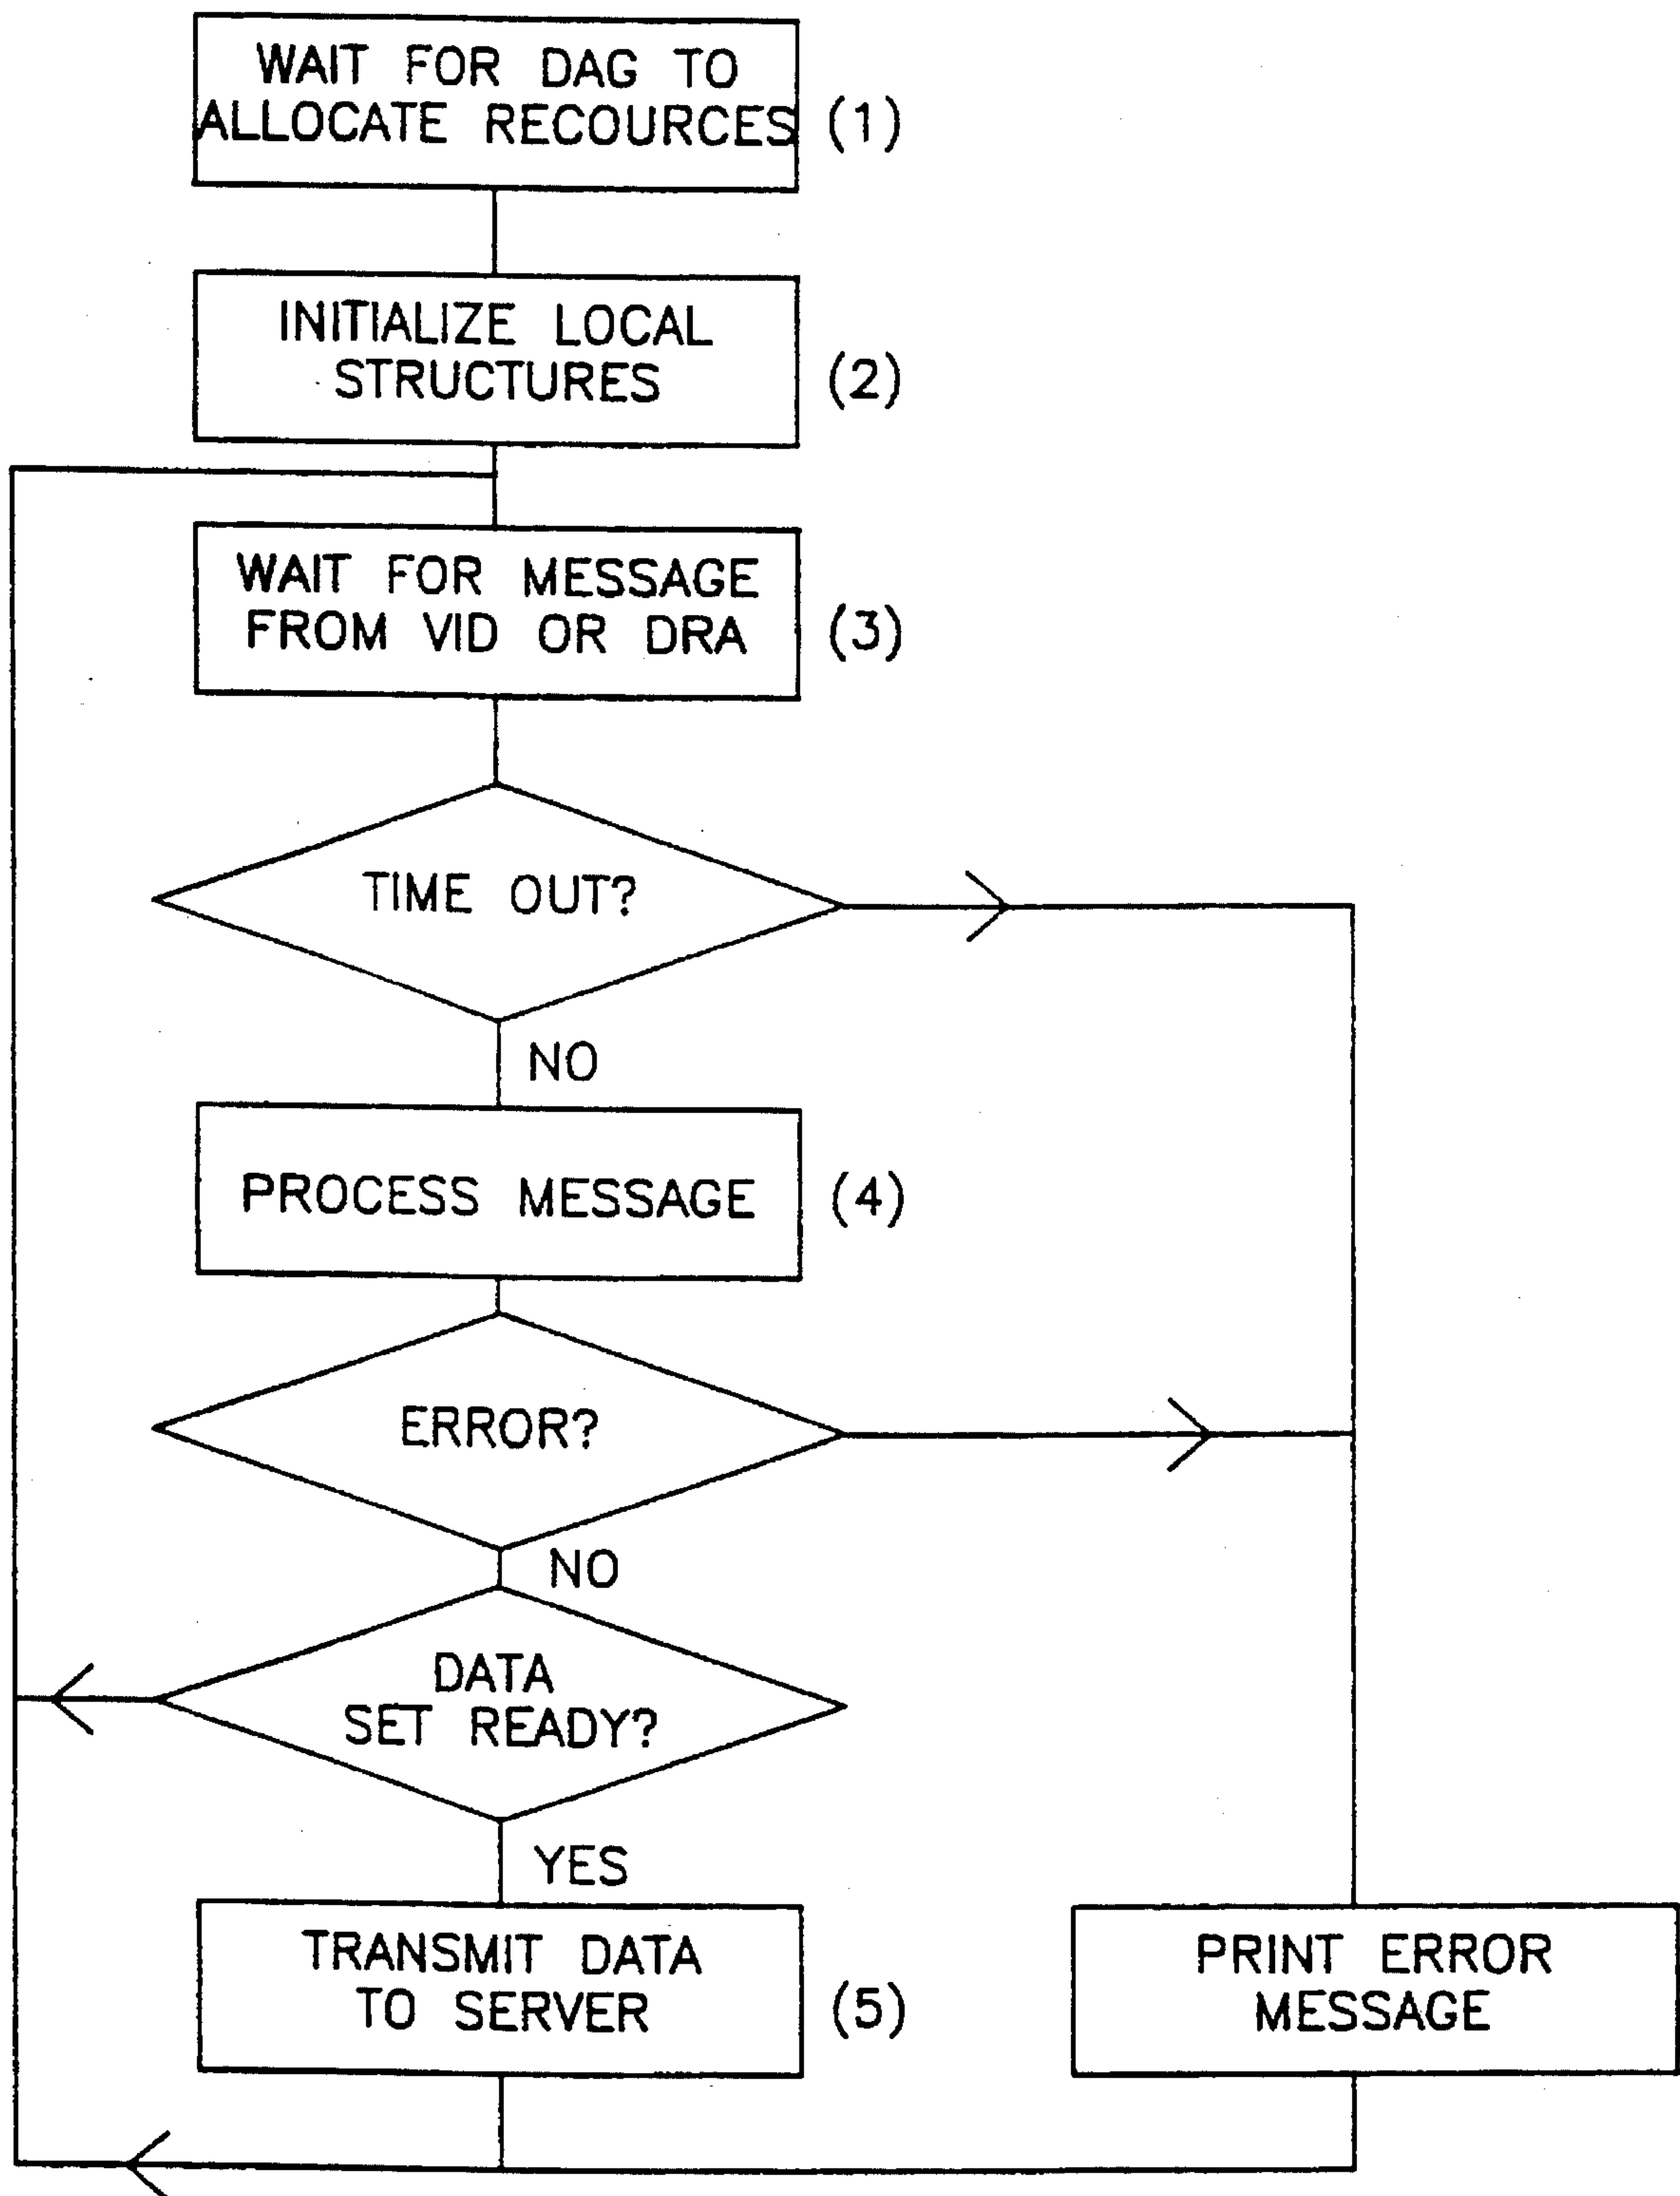 WAIT FOR DAG TO
ALLOCATE RECOURCES
(1)
INITIALIZE LOCAL
STRUCTURES
(2)
WAIT FOR MESSAGE
FROM VID OR DRA
(3)
TIME OUT?
NO
PROCESS MESSAGE
(4)
ERROR?
NO
DATA
SET READY?
YES
TRANSMIT DATA
TO SERVER
(5)
PRINT ERROR
MESSAGE